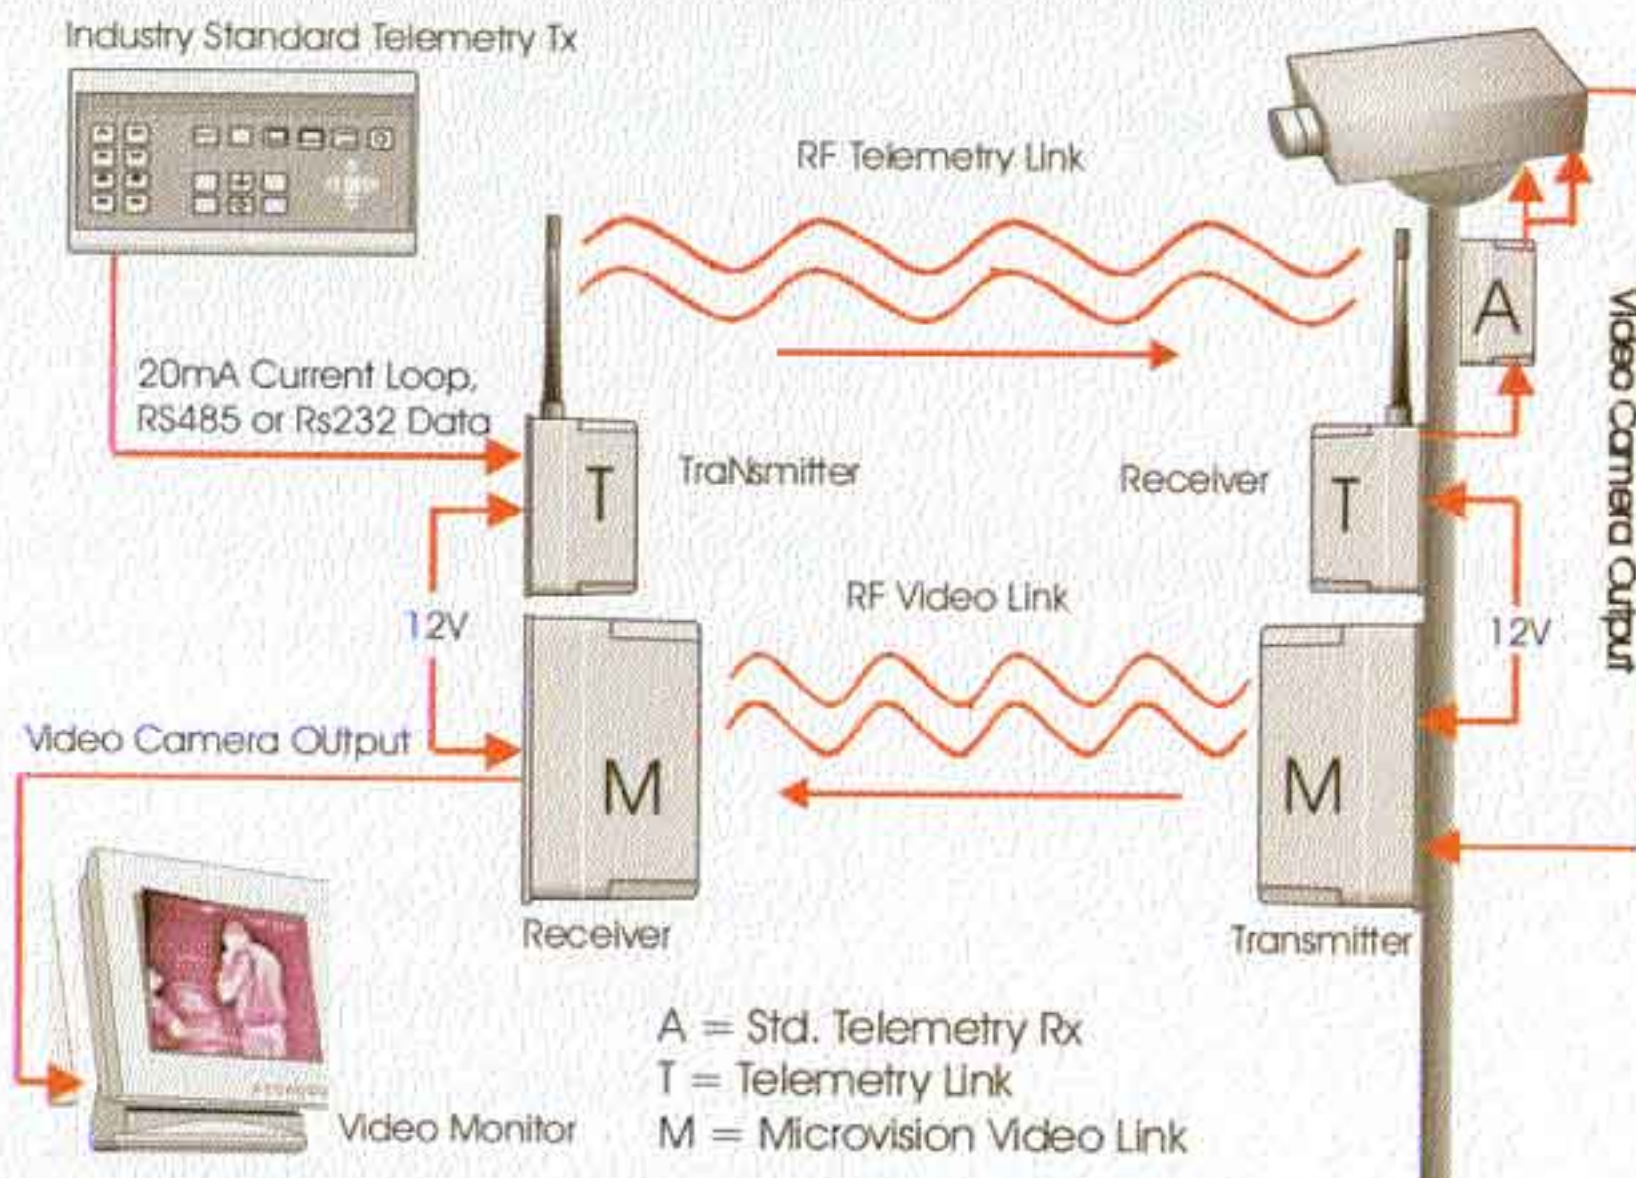 Industry Standard Telemetry Tx
RF Telemetry Link
20mA Current Loop,
RS485 or Rs232 Data
TraNsmitter
Receiver
A
T
T
Video Camera Output
RF Video Link
12V
12V
Video Camera OUtput
M
M
Receiver
Transmitter
Video Monitor
A = Std. Telemetry Rx
T = Telemetry Link
M = Microvision Video Link